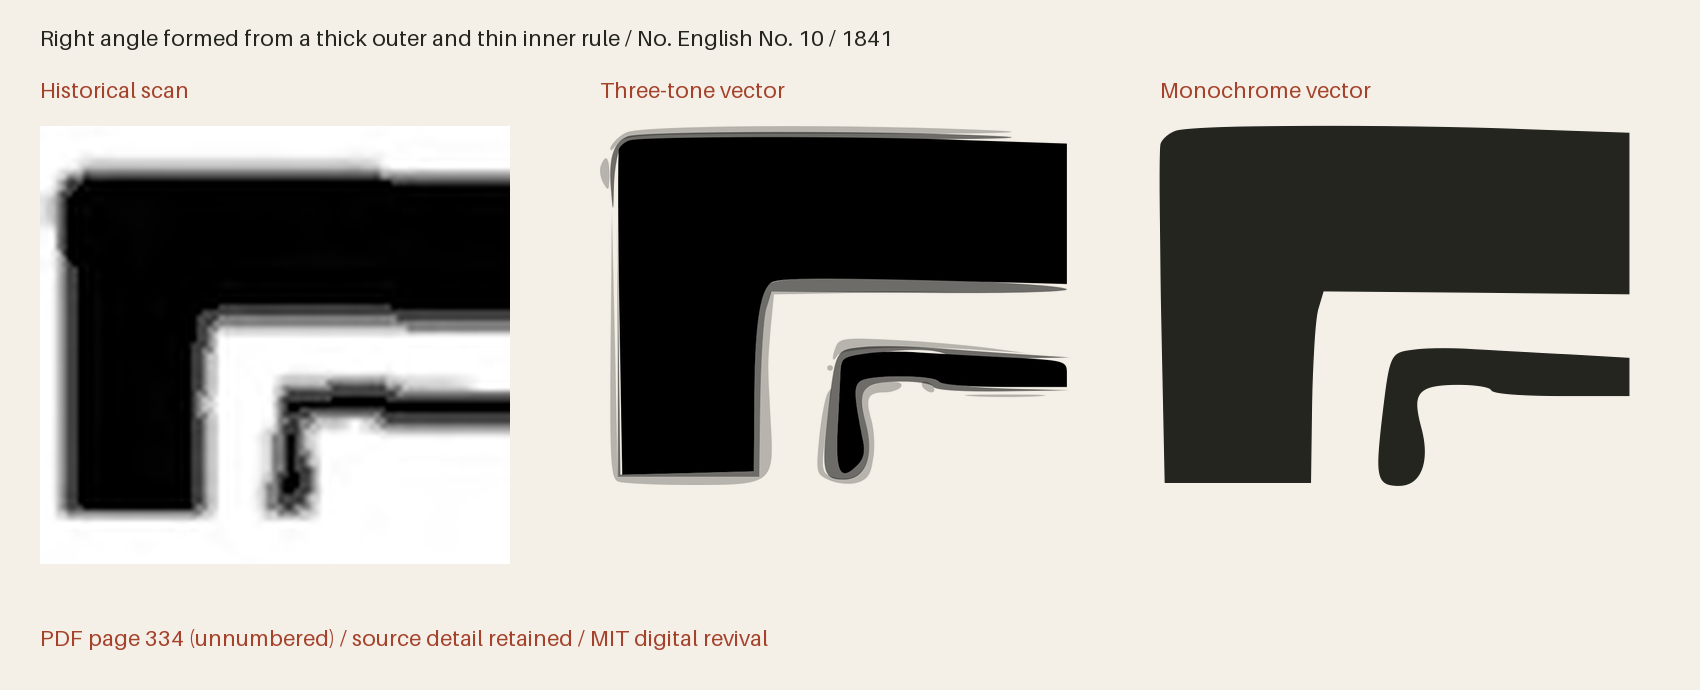 Right angle formed from a thick outer and thin inner rule / No. English No. 10 / 1841
Historical scan
Three-tone vector
Monochrome vector
PDF page 334 (unnumbered) / source detail retained / MIT digital revival